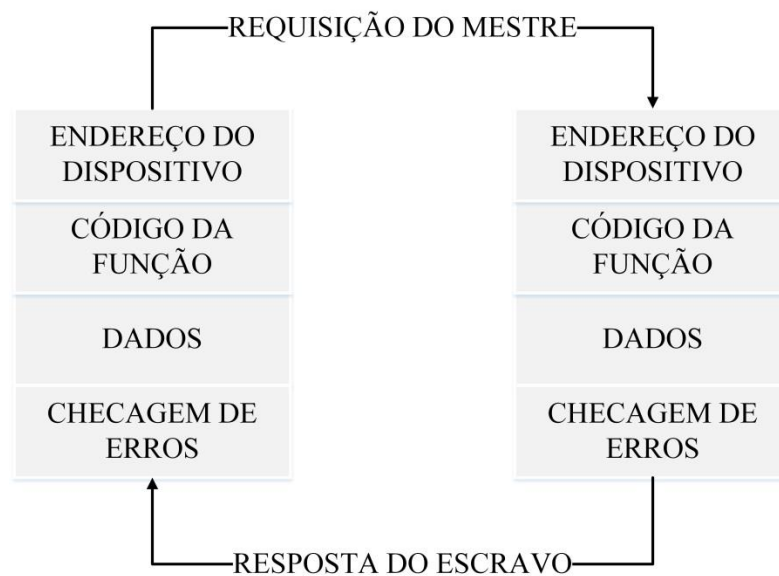 REQUISIÇÃO DO MESTRE
ENDEREÇO DO
DISPOSITIVO
CÓDIGO DA
FUNÇÃO
DADOS
CHECAGEM DE
ERROS
ENDEREÇO DO
DISPOSITIVO
CÓDIGO DA
FUNÇÃO
DADOS
CHECAGEM DE
ERROS
RESPOSTA DO ESCRAVO